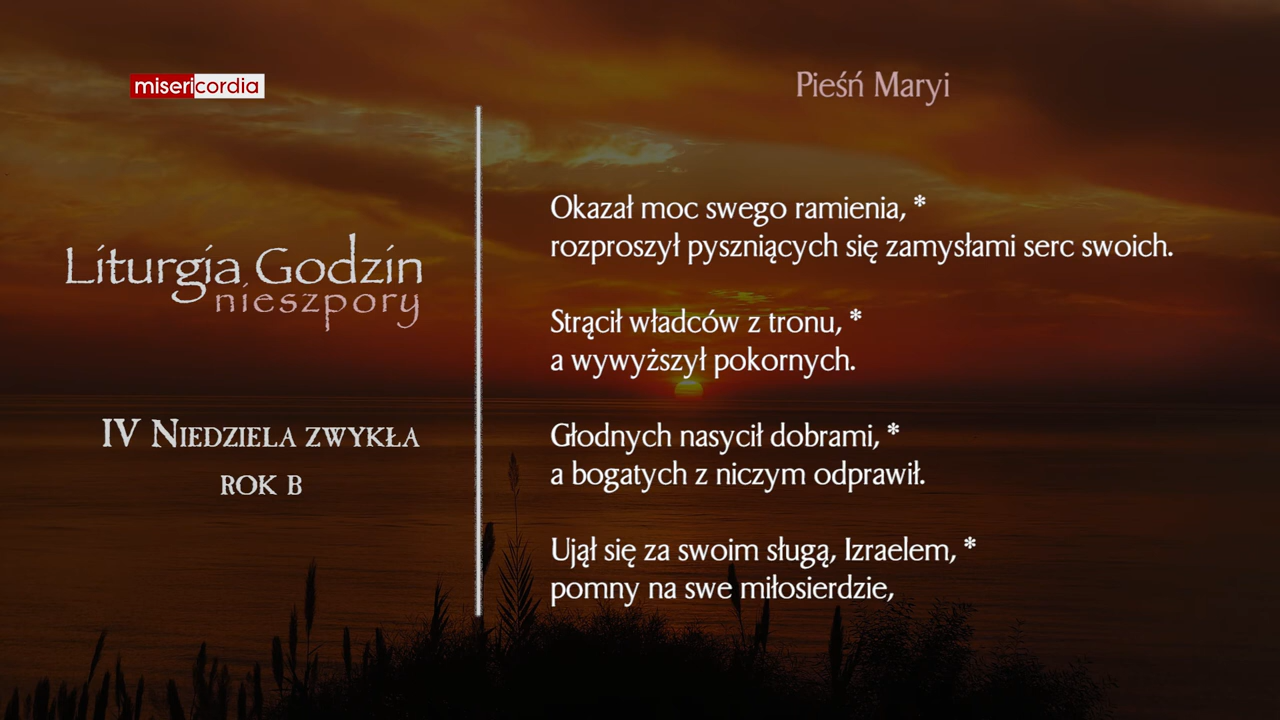 misericordia
Liturgia Godzin
nieszpory
IV Niedziela zwykła
rok B
Pieśń Maryi
Okazał moc swego ramienia, *
rozproszył pyszniących się zamysłami serc swoich.
Strącił władców z tronu, *
a wywyższył pokornych.
Głodnych nasycił dobrami, *
a bogatych z niczym odprawił.
Ujął się za swoim sługą, Izraelem, *
pomny na swe miłosierdzie,